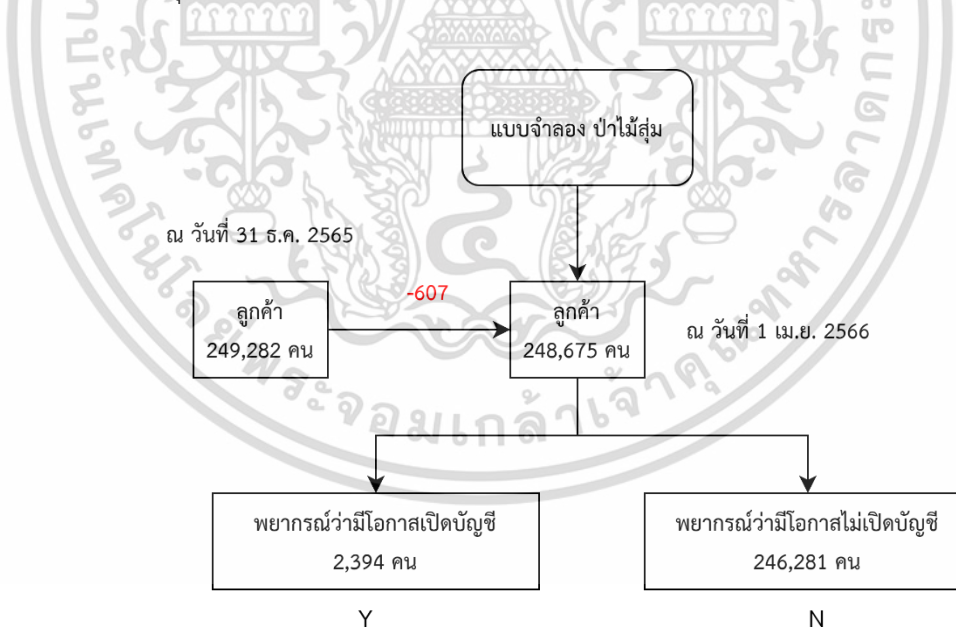 แบบจำลอง ป่าไม้สุ่ม
ณ วันที่ 31 ธ.ค. 2565
-607
ลูกค้า
249,282 คน
ลูกค้า
248,675 คน
ณ วันที่ 1 เม.ย. 2566
พยากรณ์ว่ามีโอกาสเปิดบัญชี
2,394 คน
พยากรณ์ว่ามีโอกาสไม่เปิดบัญชี
246,281 คน
Y
N